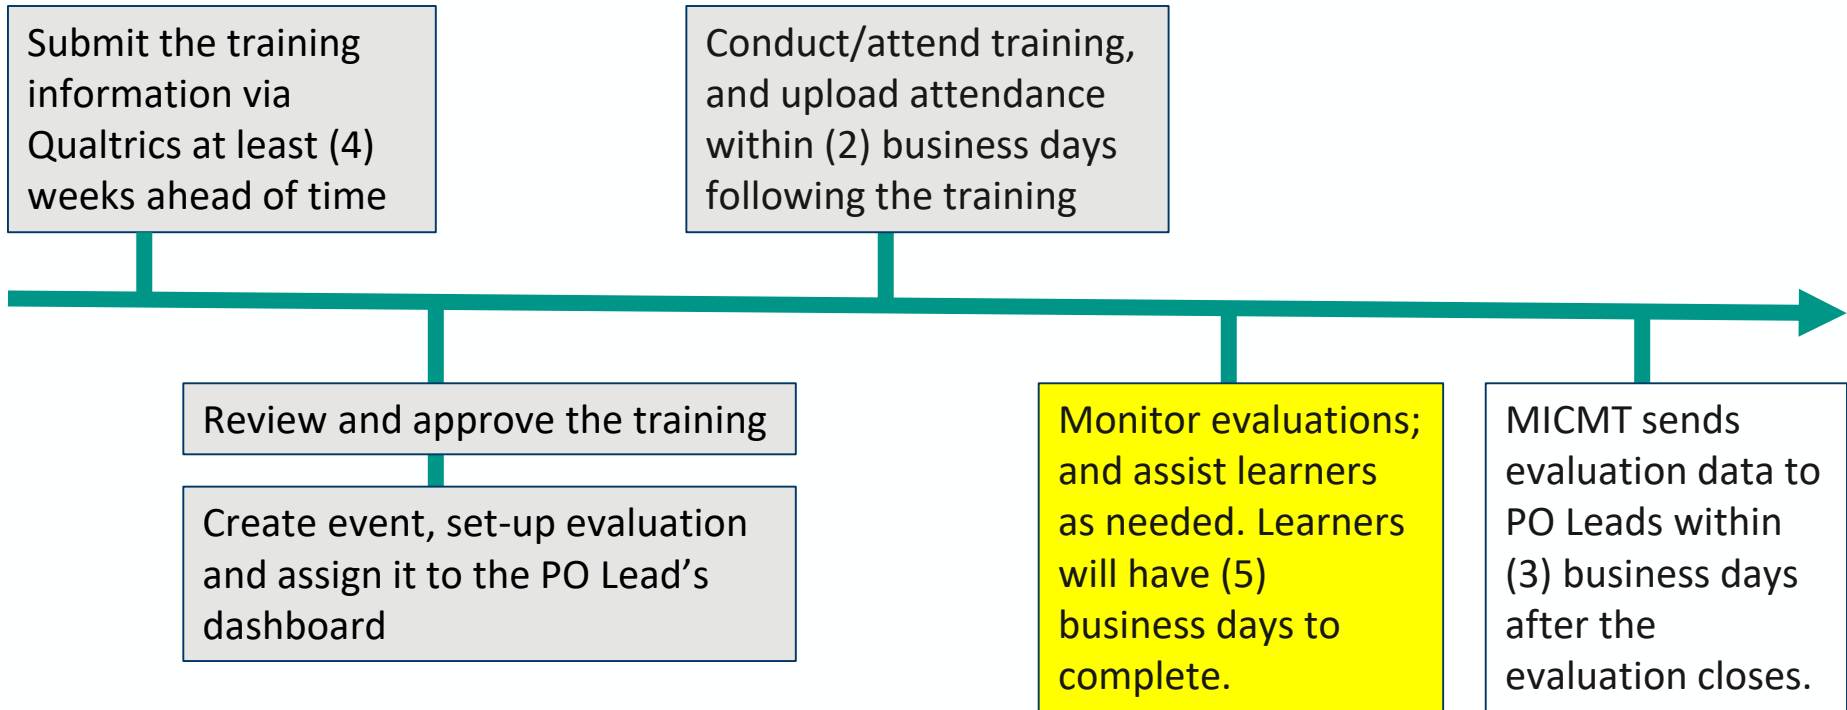 Submit the training
information via
Qualtrics at least (4)
weeks ahead of time
Conduct/attend training,
and upload attendance
within (2) business days
following the training
Review and approve the training
Create event, set-up evaluation
and assign it to the PO Lead’s
dashboard
Monitor evaluations;
and assist learners
as needed. Learners
will have (5)
business days to
complete.
MICMT sends
evaluation data to
PO Leads within
(3) business days
after the
evaluation closes.